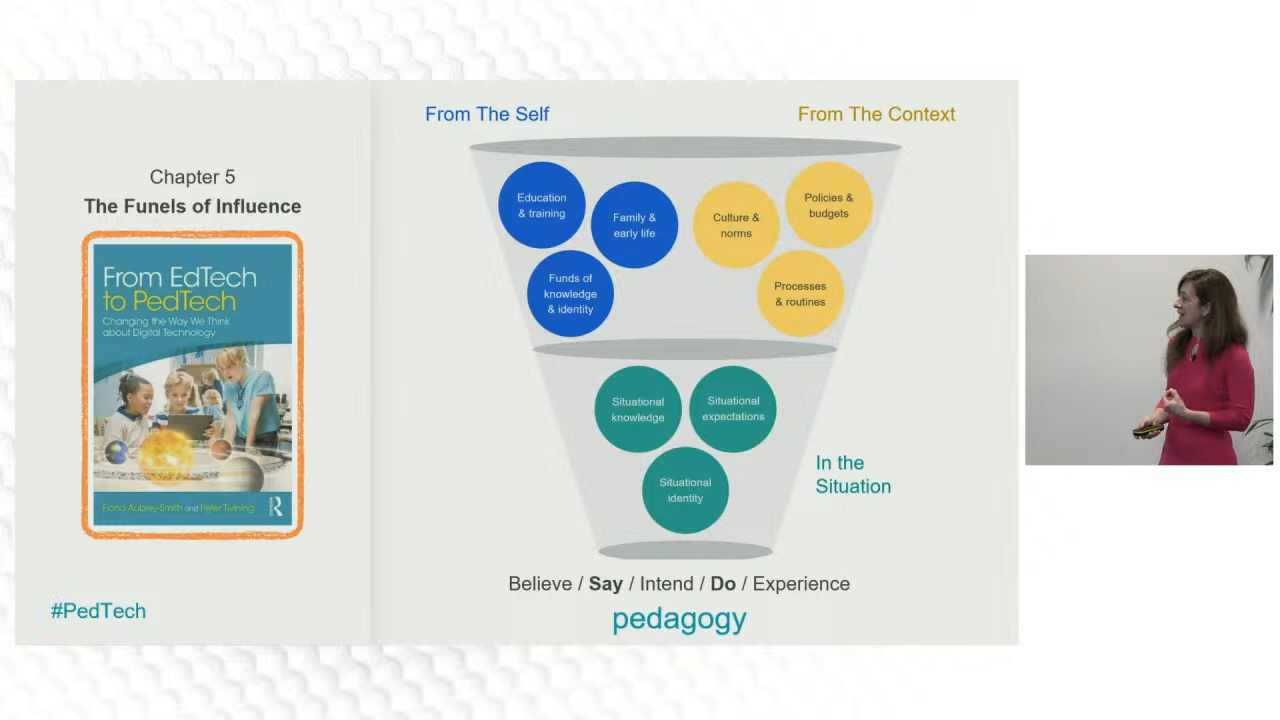 Chapter 5
The Funels of Influence
From EdTech
to PedTech
Changing the Way We Think
about Digital Technology
Fiona Aubrey-Smith and Peter Twining
R
#PedTech
From The Self
From The Context
Education
& training
Family &
early life
Funds of
knowledge
& identity
Culture &
norms
Policies &
budgets
Processes
& routines
Situational
knowledge
Situational
expectations
Situational
identity
In the
Situation
Believe / Say / Intend / Do / Experience
pedagogy